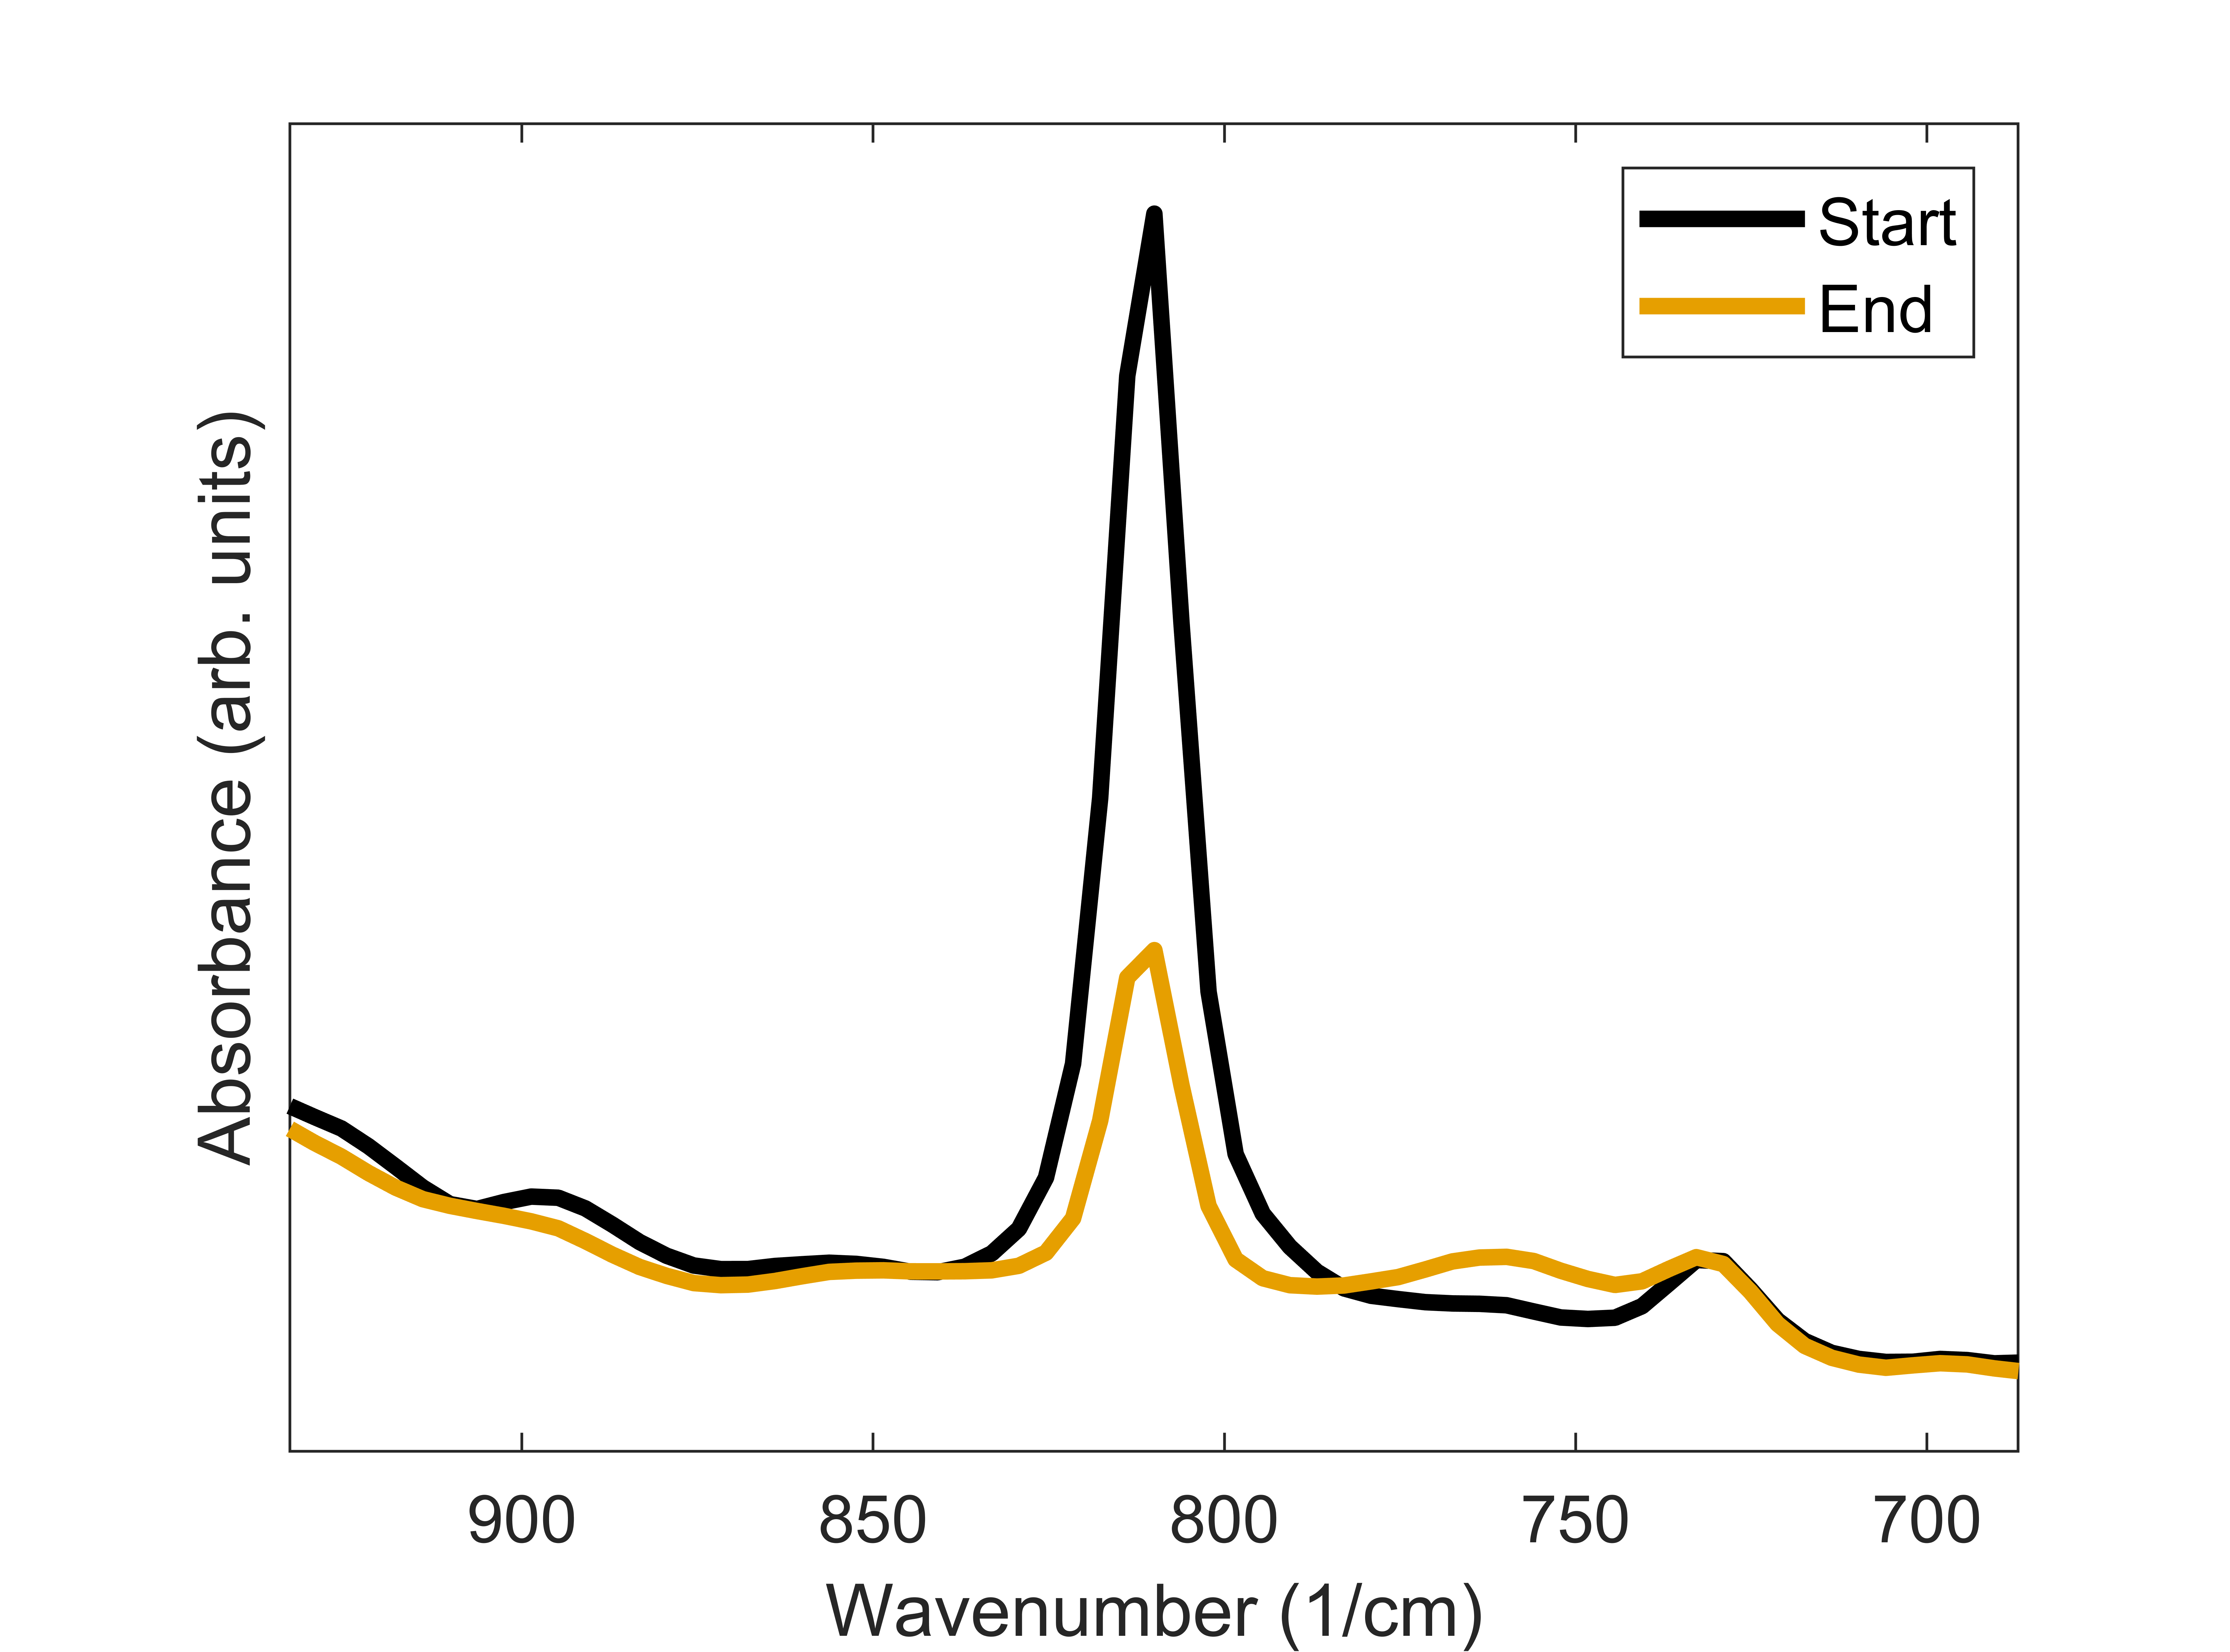 Start
End
Absorbance (arb. units)
900 850 800 750 700
Wavenumber (1/cm)